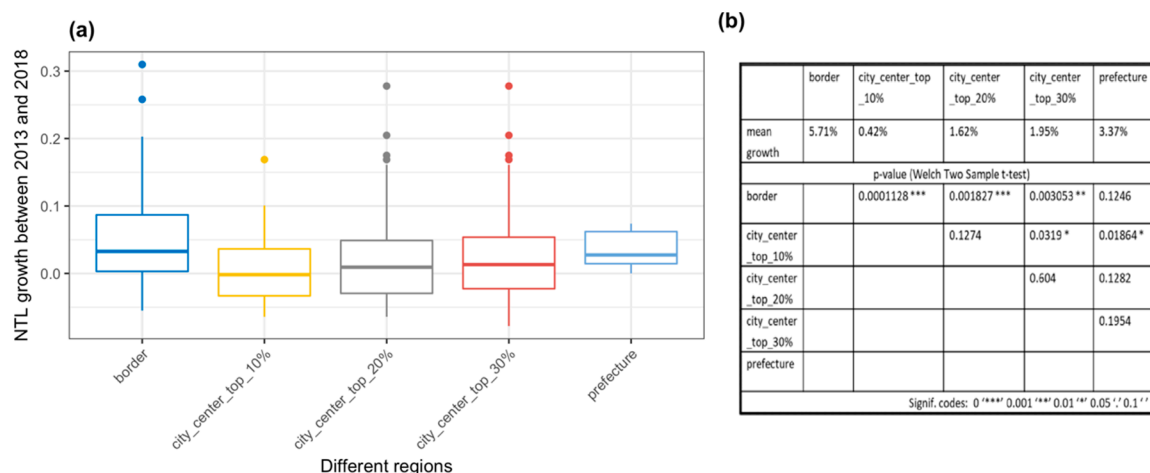 (a)
NTL growth between 2013 and 2018
0.3
0.2
0.1
0.0
border
city_center_top_10%
city_center_top_20%
city_center_top_30%
prefecture
Different regions
(b)
border city_center_top _10% city_center _top_20% city_center _top_30% prefecture
mean growth 5.71% 0.42% 1.62% 1.95% 3.37%
p-value (Welch Two Sample t-test)
border 0.0001128 *** 0.001827 *** 0.003053 ** 0.1246
city_center _top_10% 0.1274 0.0319 * 0.01864 *
city_center _top_20% 0.604 0.1282
city_center _top_30% 0.1954
prefecture
Signif. codes: 0 '***' 0.001 '**' 0.01 '*' 0.05 '.' 0.1 ' '